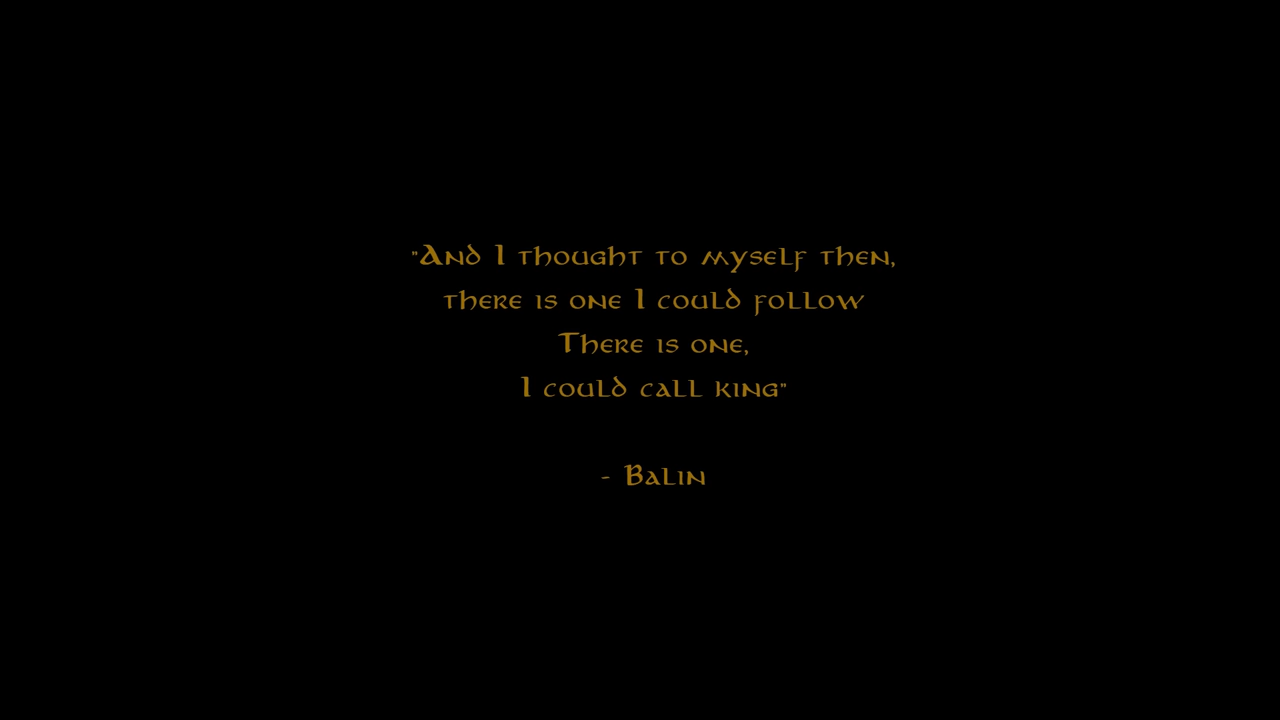 "And I thought to myself then,
there is one I could follow
There is one,
I could call king"
- Balin